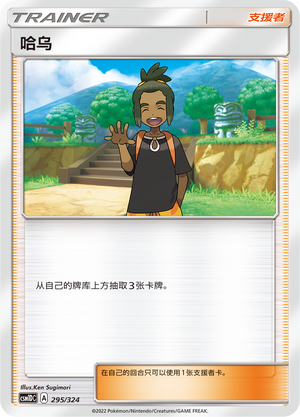 TRAINER
支援者
哈乌
从自己的牌库上方抽取3张卡牌。
Illus.Ken Sugimori
在自己的回合只可以使用1张支援者卡。
CSM1DC A 295/324
©2022 Pokémon/Nintendo/Creatures/GAME FREAK.